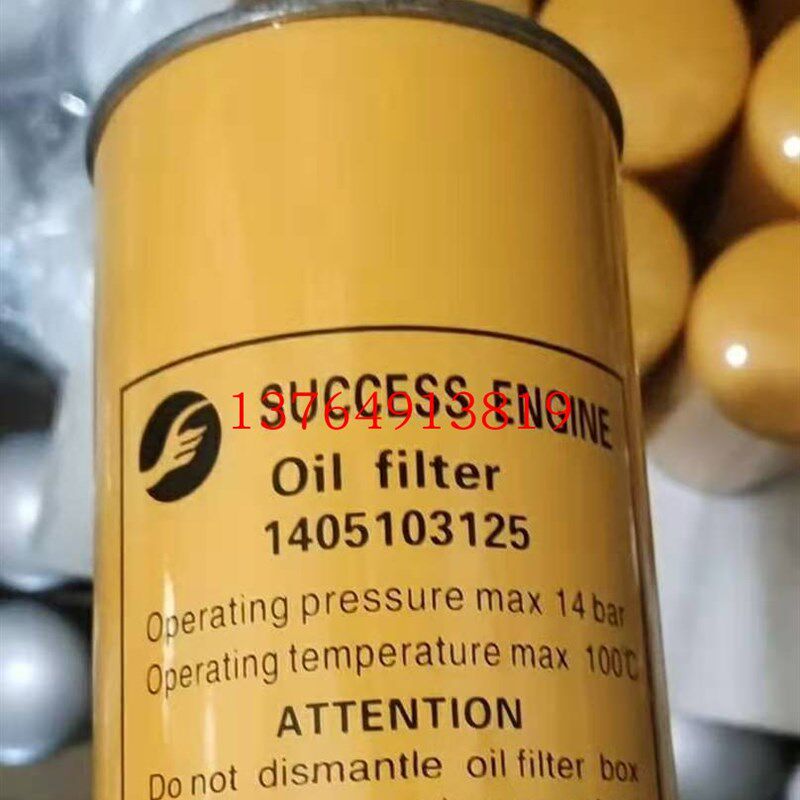 SUCCESS ENGINE
13764913819
Oil filter
1405103125
Operating pressure max 14 bar
Operating temperature max 100℃
ATTENTION
Do not dismantle oil filter box